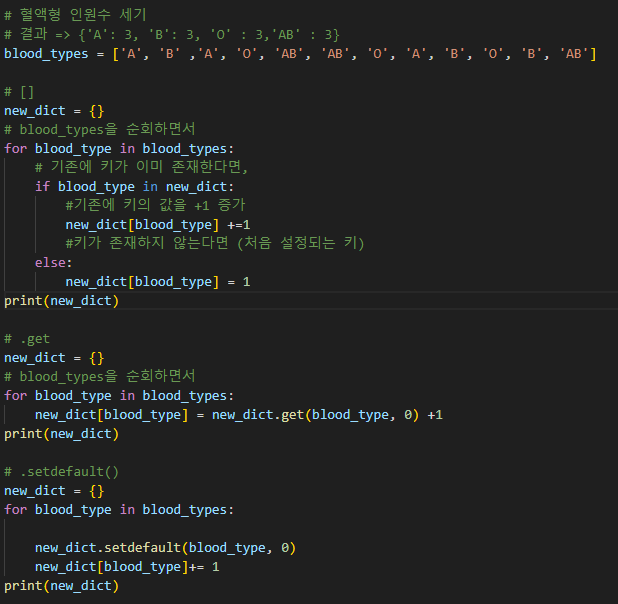 # 혈액형 인원수 세기
# 결과 => {'A': 3, 'B': 3, 'O' : 3,'AB' : 3}
blood_types = ['A', 'B' ,'A', 'O', 'AB', 'AB', 'O', 'A', 'B', 'O', 'B', 'AB']
# []
new_dict = {}
# blood_types을 순회하면서
for blood_type in blood_types:
    # 기존에 키가 이미 존재한다면,
    if blood_type in new_dict:
        #기존에 키의 값을 +1 증가
        new_dict[blood_type] +=1
        #키가 존재하지 않는다면 (처음 설정되는 키)
    else:
        new_dict[blood_type] = 1
print(new_dict)
# .get
new_dict = {}
# blood_types을 순회하면서
for blood_type in blood_types:
    new_dict[blood_type] = new_dict.get(blood_type, 0) +1
print(new_dict)
# .setdefault()
new_dict = {}
for blood_type in blood_types:
    new_dict.setdefault(blood_type, 0)
    new_dict[blood_type]+= 1
print(new_dict)